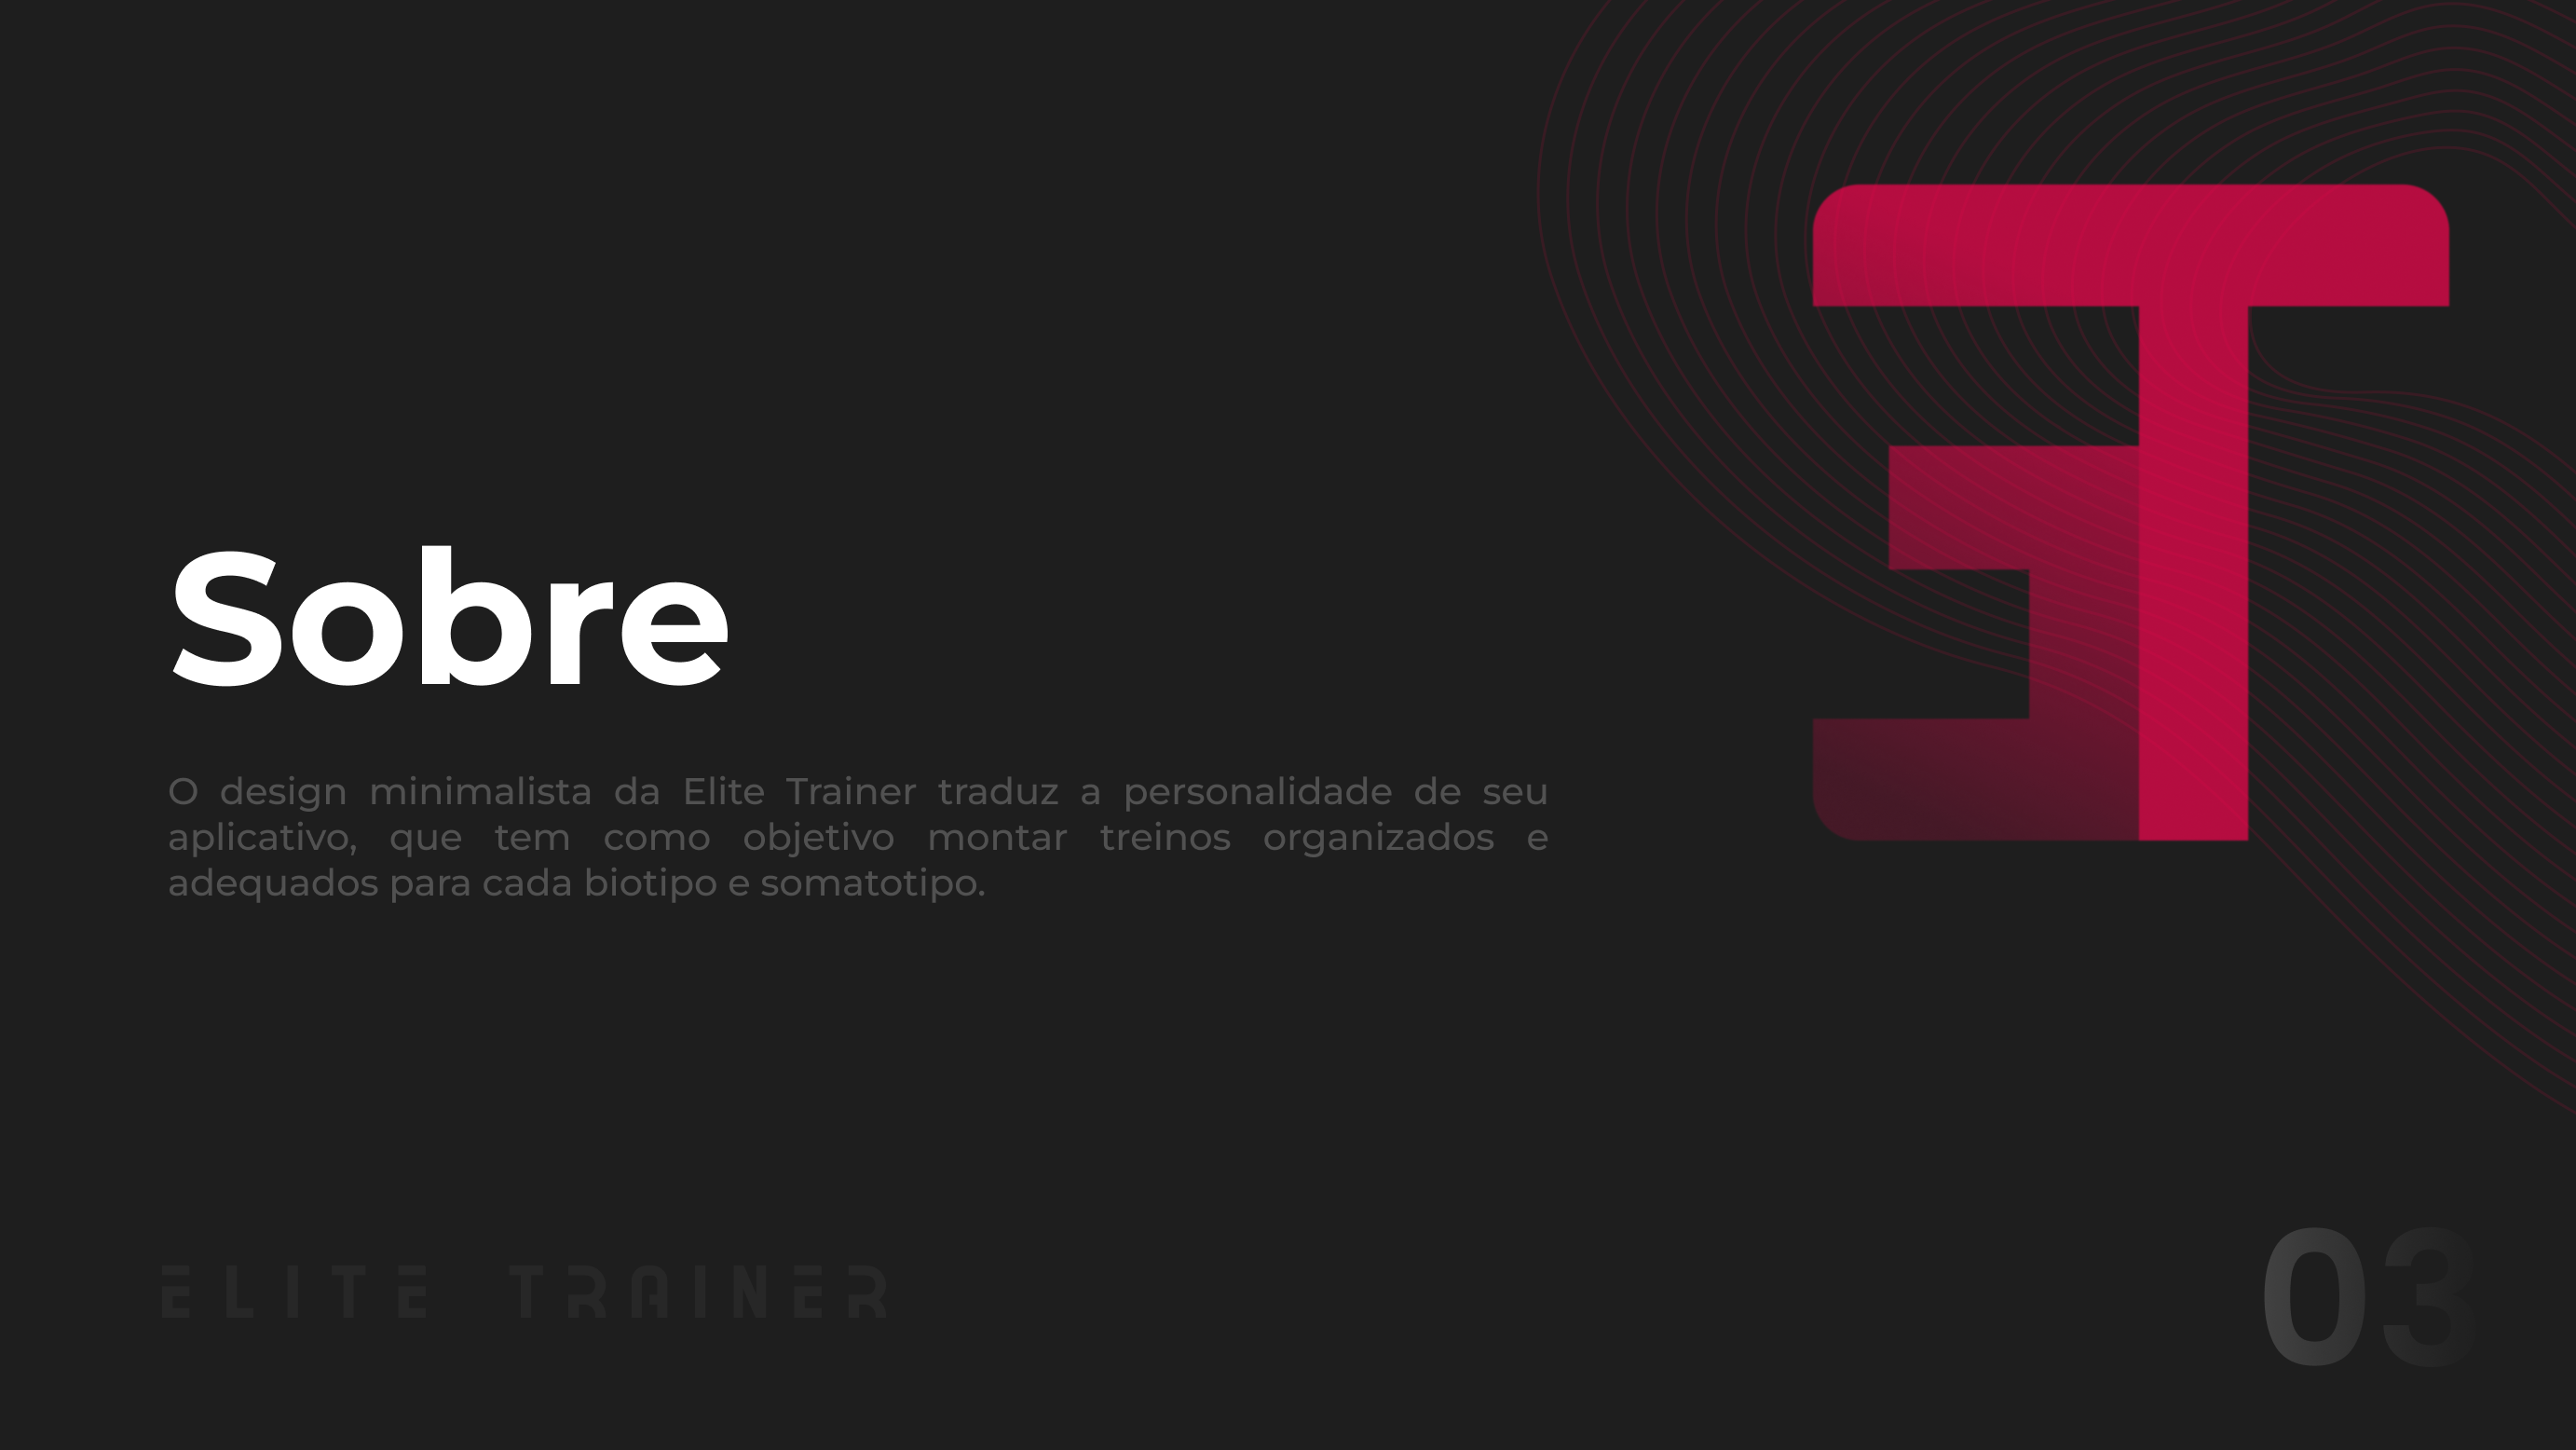 Sobre
O design minimalista da Elite Trainer traduz a personalidade de seu
aplicativo, que tem como objetivo montar treinos organizados e
adequados para cada biotipo e somatotipo.
ELITE TRAINER
03